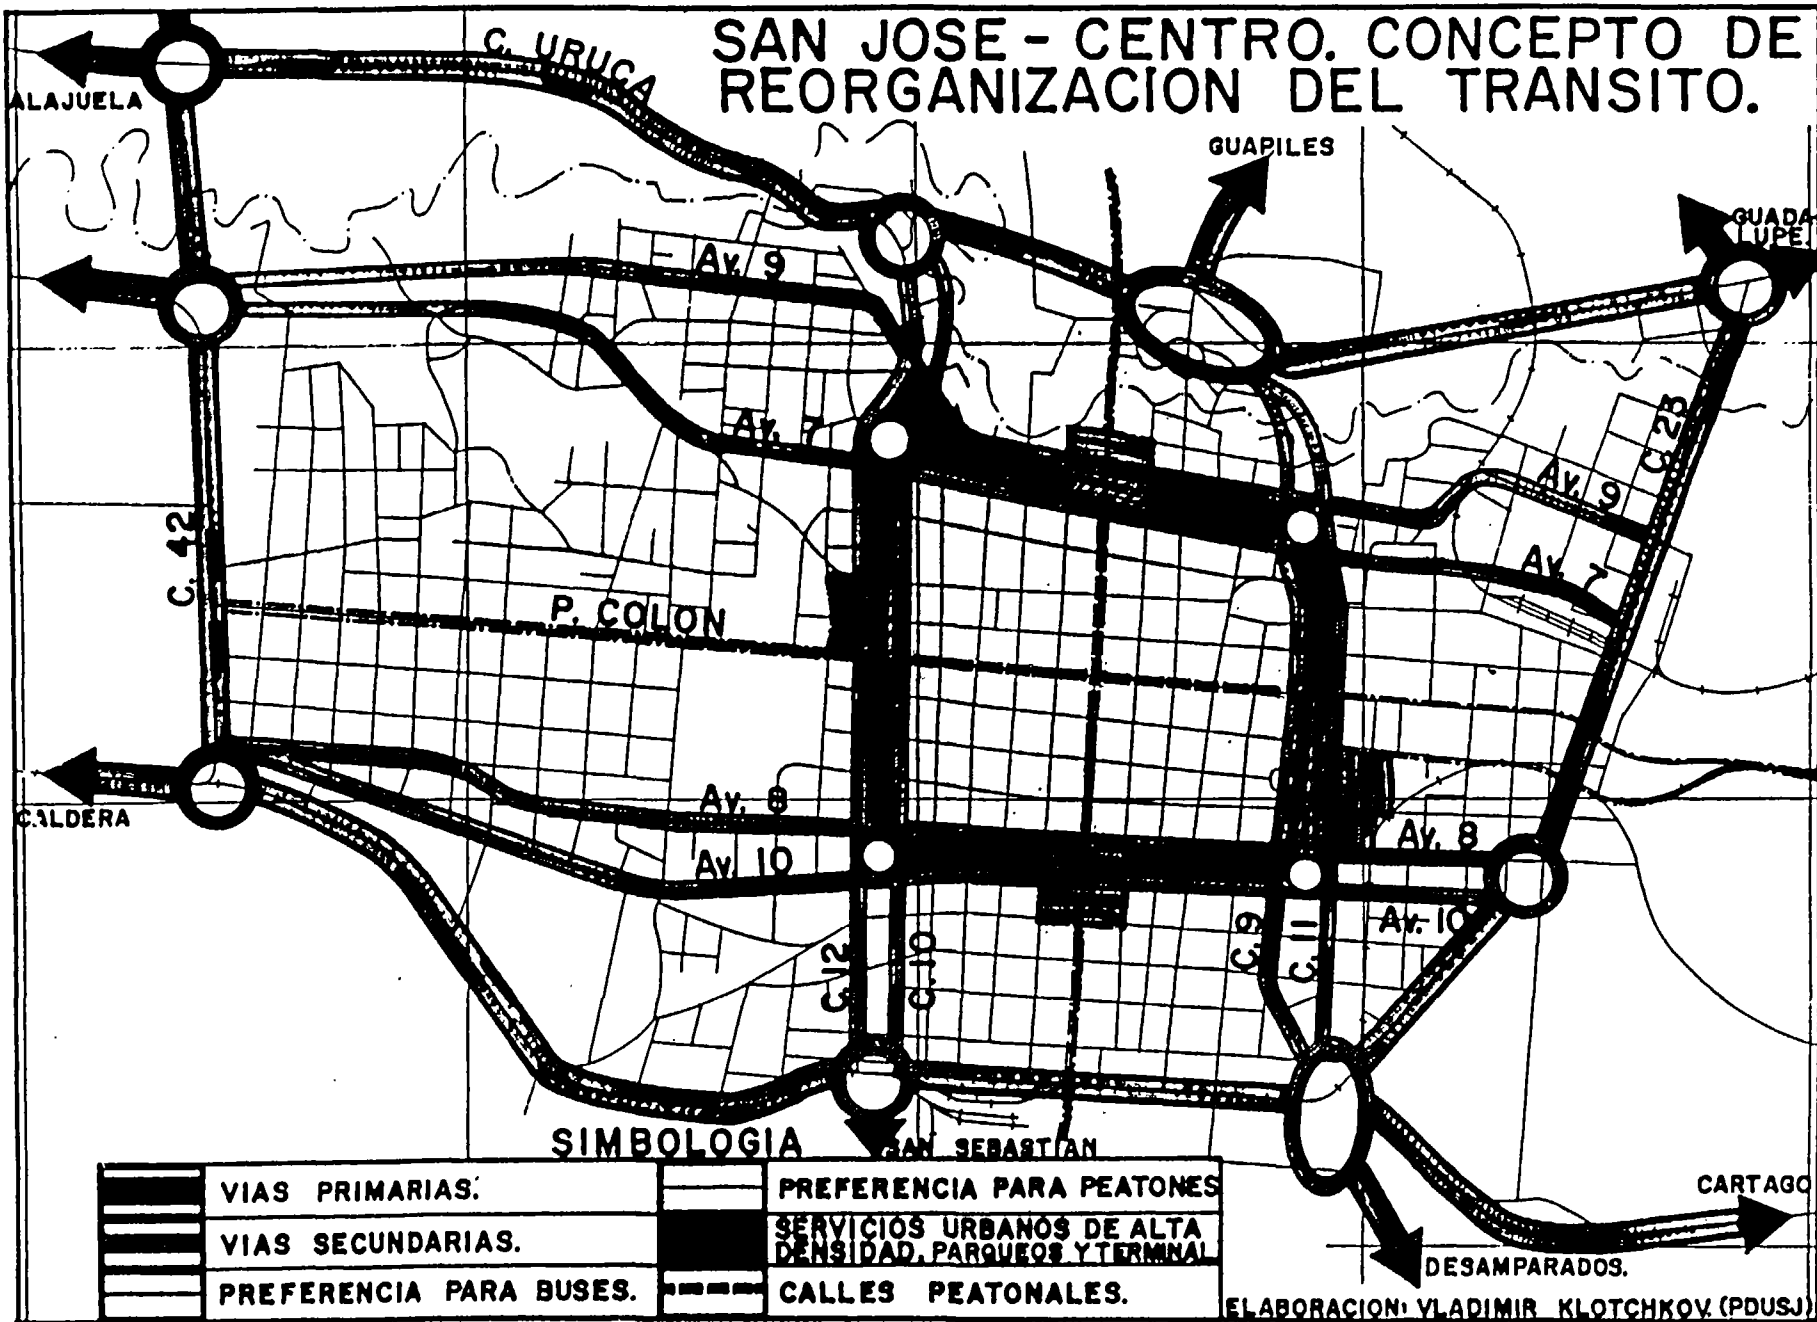 SAN JOSE - CENTRO. CONCEPTO DE
REORGANIZACION DEL TRANSITO.
C. URUCA
ALAJUELA
GUAPILES
GUADA
LUPE.
Av. 9
Av. 7
C. 23
Av. 9
Av. 7
C. 42
P. COLON
CALDERA
Av. 8
Av. 10
Av. 8
Av. 10
C. 12
C. 10
C. 9
C. 11
SAN SEBASTIAN
CARTAGO
DESAMPARADOS.
SIMBOLOGIA
VIAS PRIMARIAS.
VIAS SECUNDARIAS.
PREFERENCIA PARA BUSES.
PREFERENCIA PARA PEATONES
SERVICIOS URBANOS DE ALTA
DENSIDAD, PARQUEOS Y TERMINAL
CALLES PEATONALES.
ELABORACION: VLADIMIR KLOTCHKOV. (PDUSJ)